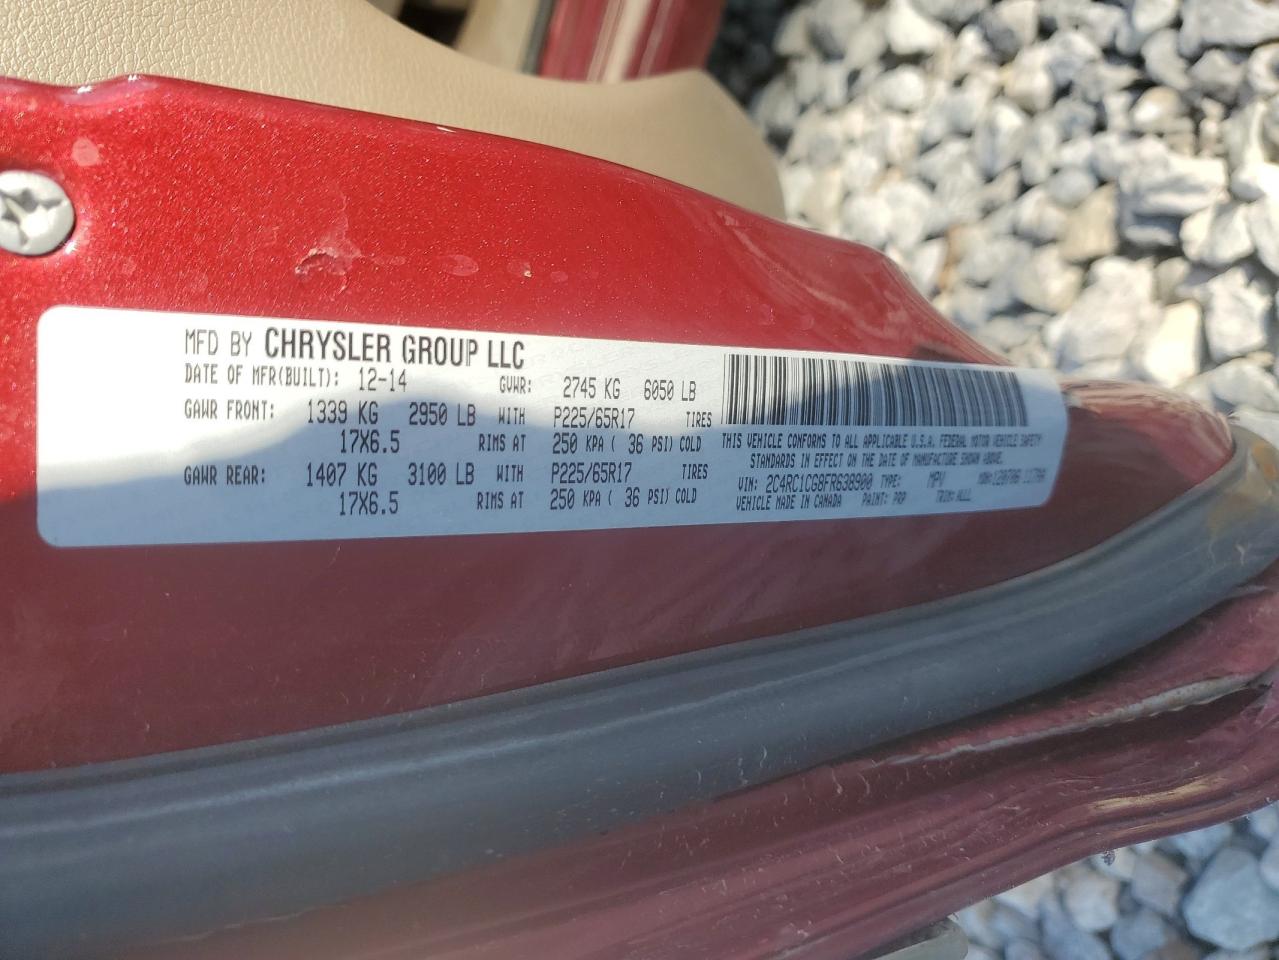 MFD BY CHRYSLER GROUP LLC
DATE OF MFR(BUILT): 12-14 GVWR: 2745 KG 6050 LB
GAWR FRONT: 1339 KG 2950 LB WITH P225/65R17 TIRES
17X6.5 RIMS AT 250 KPA ( 36 PSI) COLD
GAWR REAR: 1407 KG 3100 LB WITH P225/65R17 TIRES
17X6.5 RIMS AT 250 KPA ( 36 PSI) COLD
THIS VEHICLE CONFORMS TO ALL APPLICABLE U.S.A. FEDERAL MOTOR VEHICLE SAFETY
STANDARDS IN EFFECT ON THE DATE OF MANUFACTURE SHOWN ABOVE.
VIN: 2C4RC1CG8FR638900 TYPE: MPV MDH:
VEHICLE MADE IN CANADA PAINT: PRP TRIM: